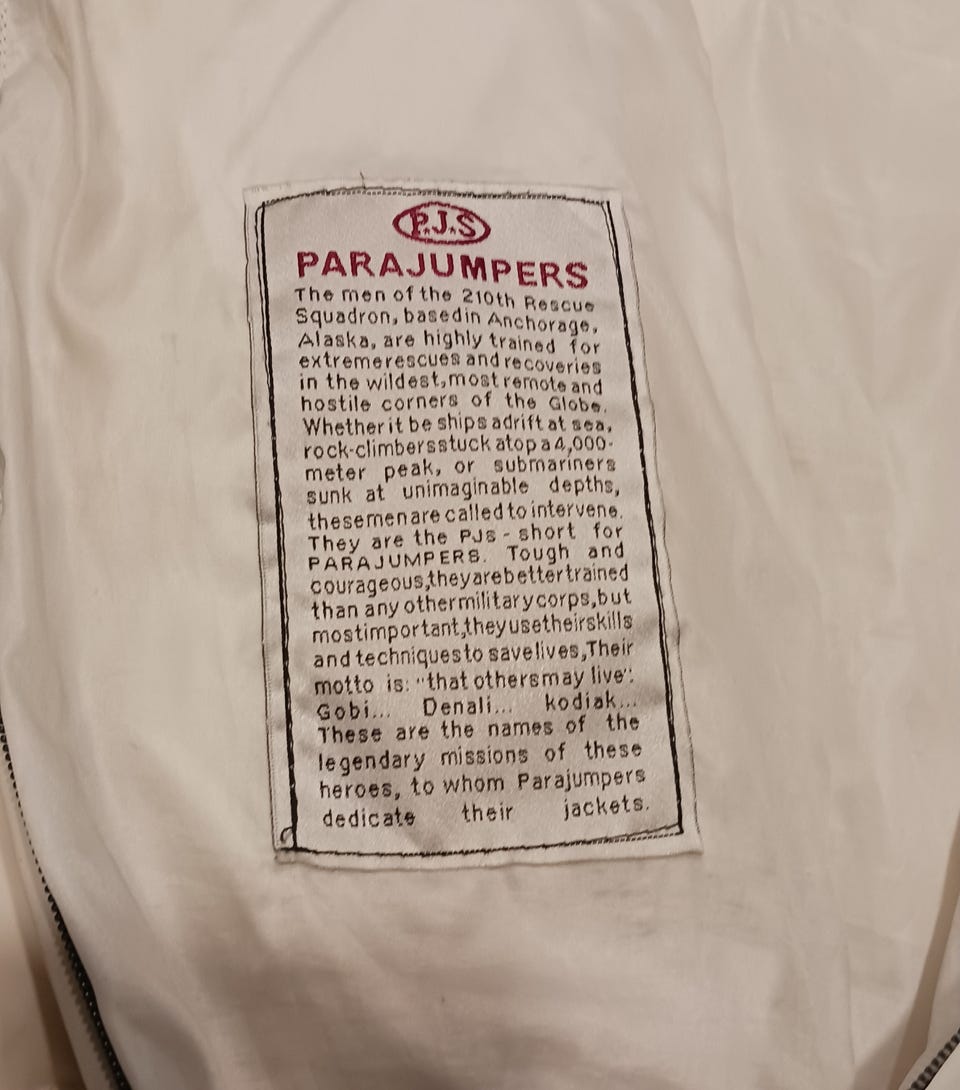 P.J.S
PARAJUMPERS
The men of the 210th Rescue
Squadron, basedin Anchorage,
Alaska, are highly trained for
extremerescues and recoveries
in the wildest,most remote and
hostile corners of the Globe.
Whether it be ships adrift at sea,
rock-climbersstuck atop a 4,000-
meter peak, or submariners
sunk at unimaginable depths,
thesemenare called to intervene.
They are the PJs - short for
PARAJUMPERS. Tough and
courageous,theyarebettertrained
than any othermilitarycorps,but
mostimportant,theyusetheirskills
and techniquesto savelives,Their
motto is: "that othersmay live".
Gobi... Denali... kodiak...
These are the names of the
legendary missions of these
heroes, to whom Parajumpers
dedicate their jackets.